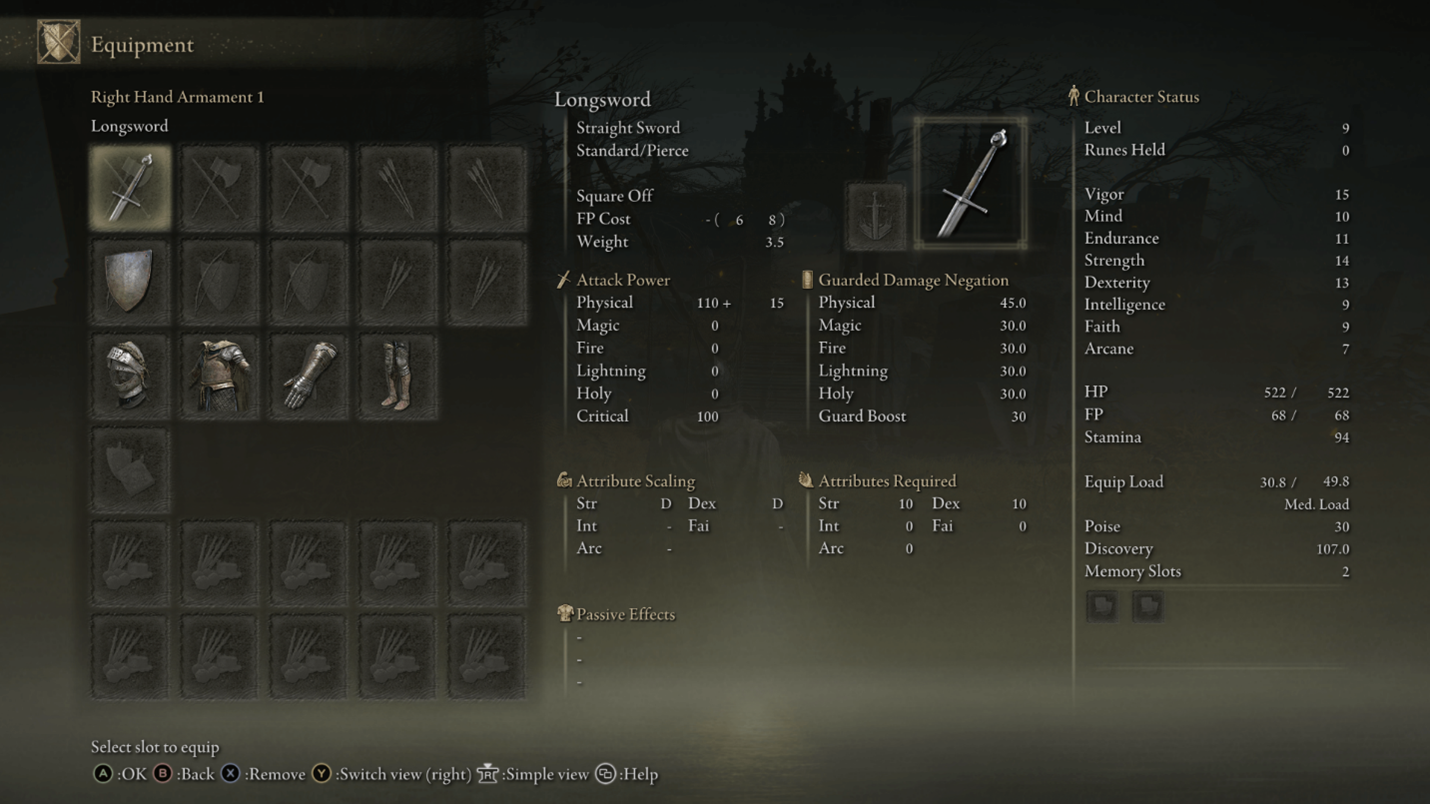 Equipment
Right Hand Armament 1
Longsword
Longsword
Straight Sword
Standard/Pierce
Square Off
FP Cost -( 6 8 )
Weight 3.5
Attack Power
Physical 110 + 15
Magic 0
Fire 0
Lightning 0
Holy 0
Critical 100
Guarded Damage Negation
Physical 45.0
Magic 30.0
Fire 30.0
Lightning 30.0
Holy 30.0
Guard Boost 30
Attribute Scaling
Str D Dex D
Int - Fai -
Arc -
Attributes Required
Str 10 Dex 10
Int 0 Fai 0
Arc 0
Passive Effects
-
-
-
Character Status
Level 9
Runes Held 0
Vigor 15
Mind 10
Endurance 11
Strength 14
Dexterity 13
Intelligence 9
Faith 9
Arcane 7
HP 522 / 522
FP 68 / 68
Stamina 94
Equip Load 30.8 / 49.8
Med. Load
Poise 30
Discovery 107.0
Memory Slots 2
Select slot to equip
A :OK B :Back X :Remove Y :Switch view (right) R :Simple view :Help